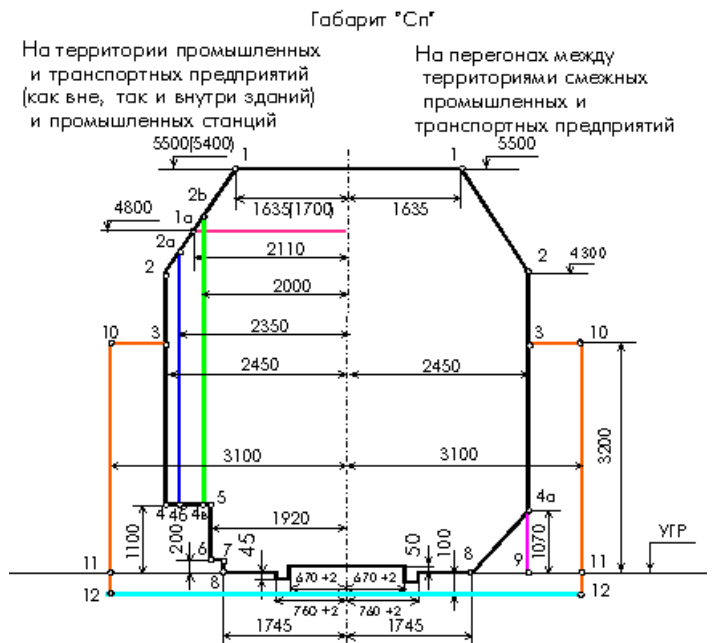 Габарит "Сп"
На территории промышленных
и транспортных предприятий
(как вне, так и внутри зданий)
и промышленных станций
На перегонах между
территориями смежных
промышленных и
транспортных предприятий
5500(5400)
1
1
5500
2b
1635(1700)
1635
4800
1a
2a
2110
2
2
4300
2000
10
3
2350
3
10
2450
2450
3100
3100
3200
4
4б
4в
5
4a
1920
1100
200
6
7
45
50
100
8
1070
УГР
11
8
670 +2
670 +2
9
11
12
760 +2
760 +2
12
1745
1745